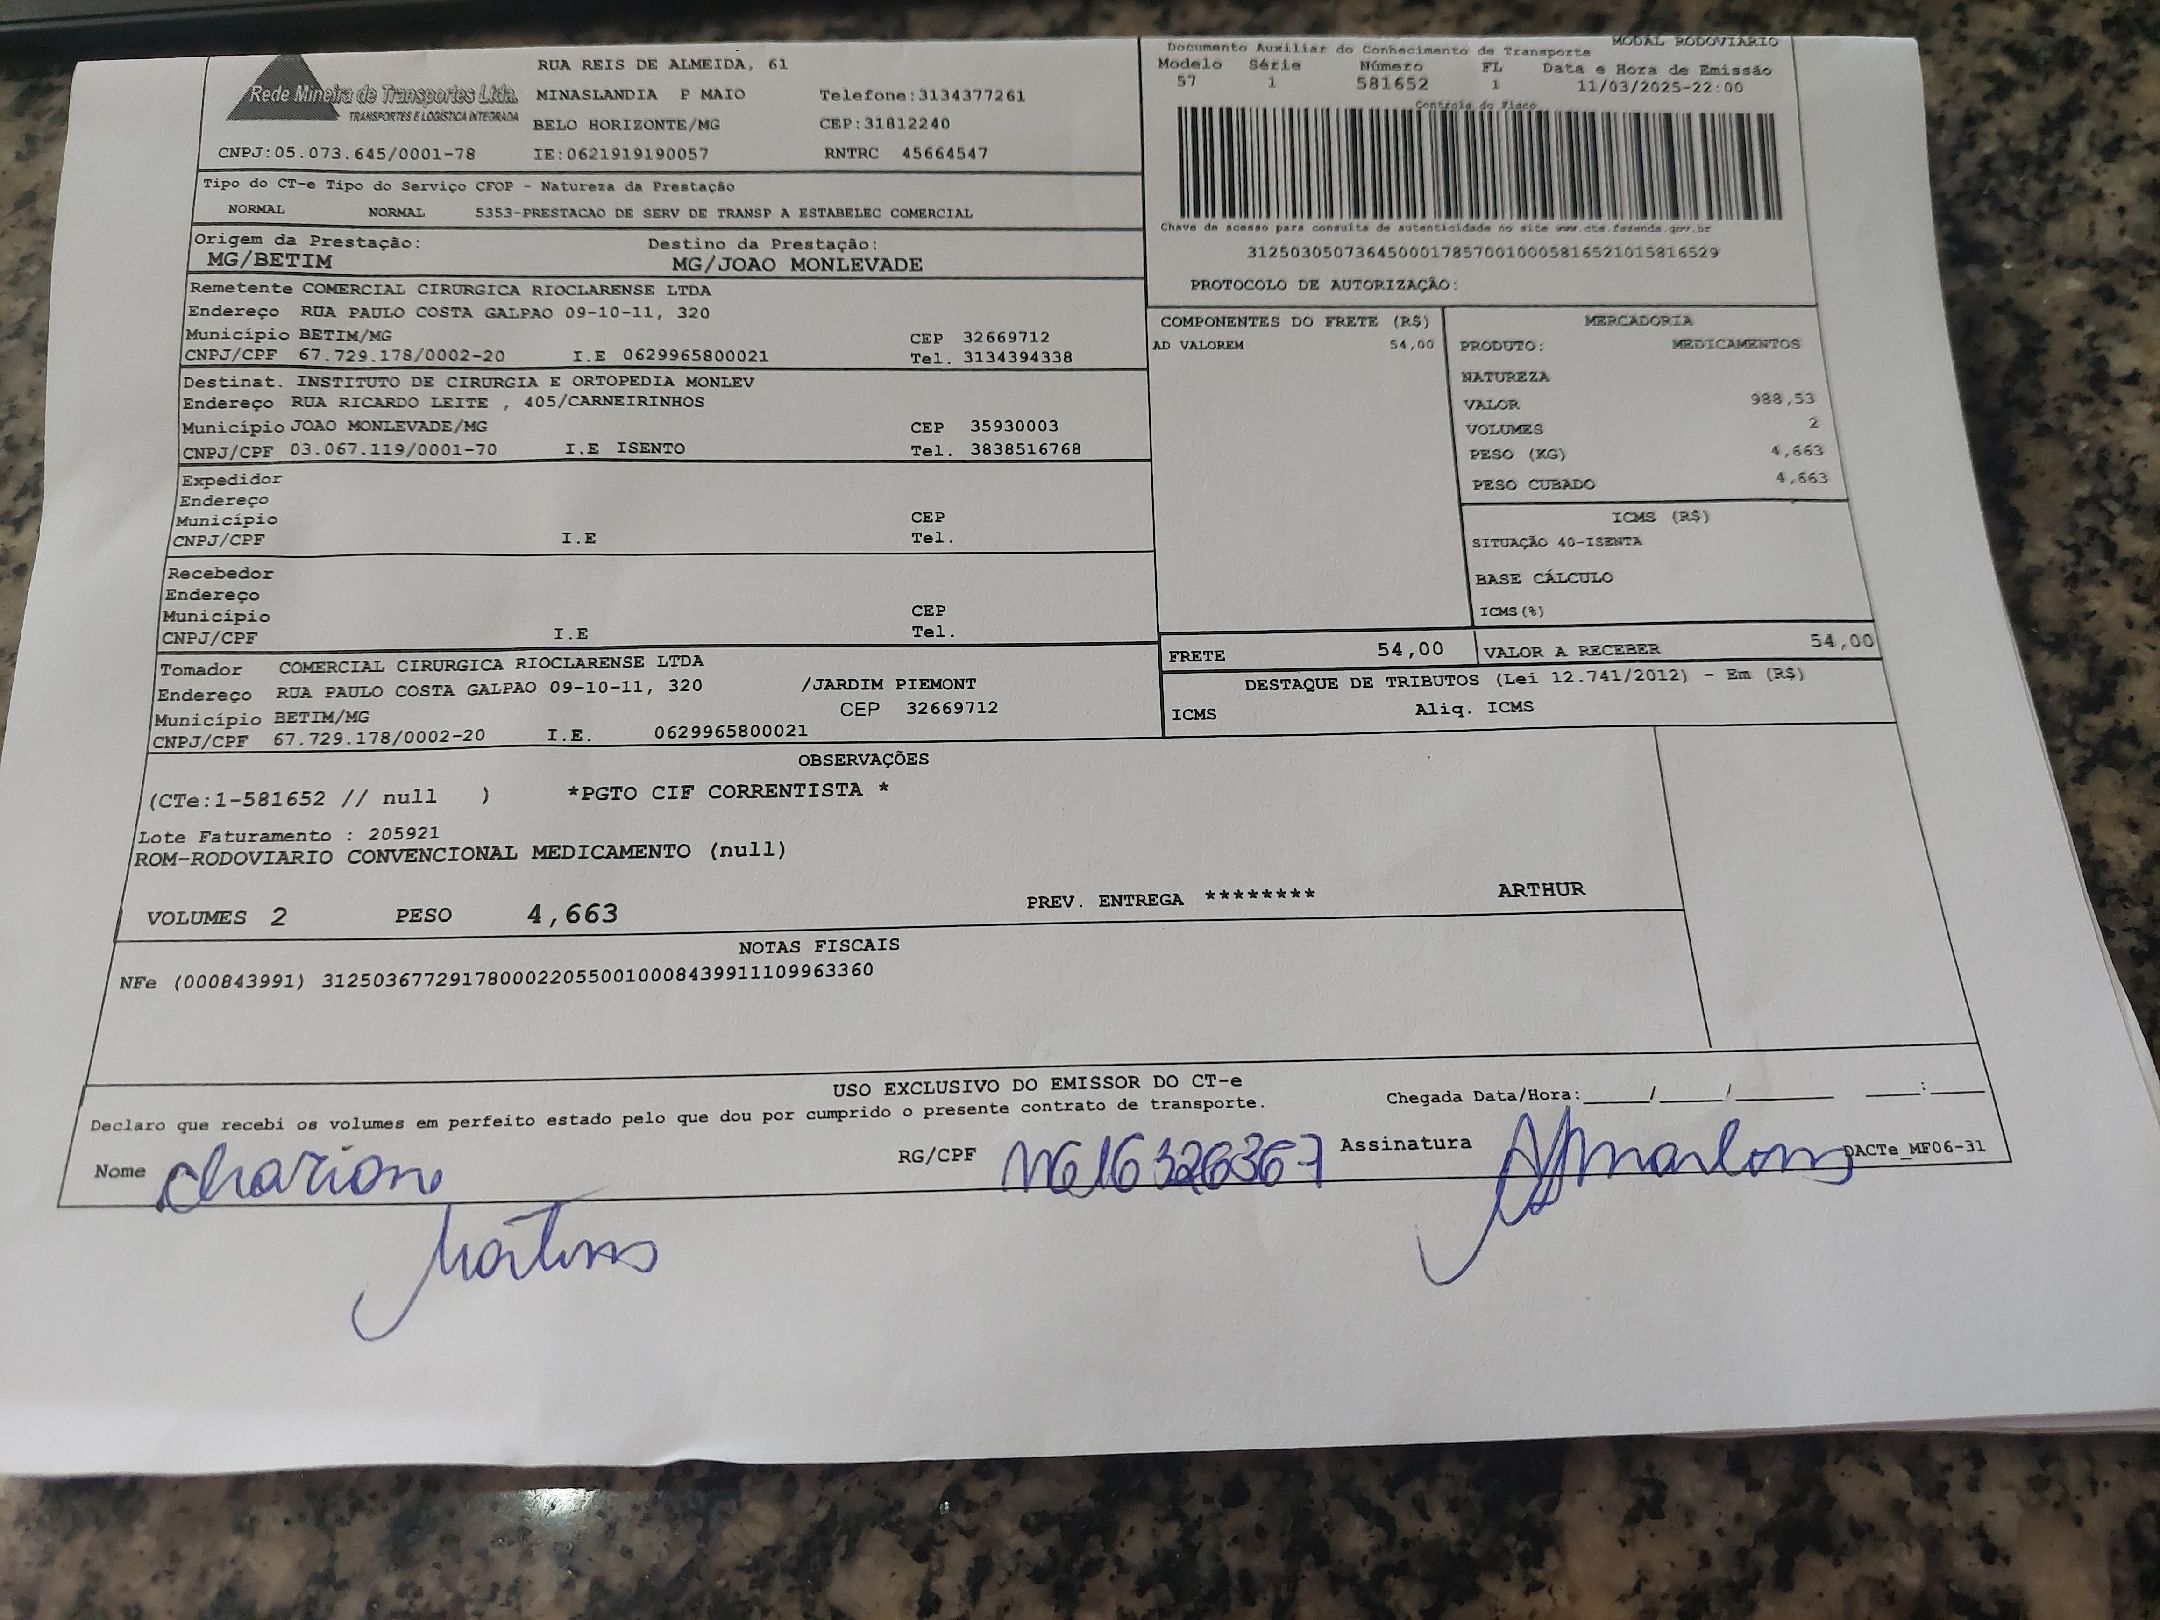 Rede Mineira de Transportes Ltda.
TRANSPORTES E LOGÍSTICA INTEGRADA
RUA REIS DE ALMEIDA, 61
MINASLANDIA P MAIO Telefone:3134377261
BELO HORIZONTE/MG CEP:31812240
CNPJ:05.073.645/0001-78 IE:0621919190057 RNTRC 45664547
MODAL RODOVIÁRIO
Documento Auxiliar do Conhecimento de Transporte
Modelo Série Número FL Data e Hora de Emissão
57 1 581652 1 11/03/2025-22:00
Controle do Fisco
Chave de acesso para consulta de autenticidade no site www.cte.fazenda.gov.br
31250305073645000178570010005816521015816529
PROTOCOLO DE AUTORIZAÇÃO:
Tipo do CT-e Tipo do Serviço CFOP - Natureza da Prestação
NORMAL NORMAL 5353-PRESTACAO DE SERV DE TRANSP A ESTABELEC COMERCIAL
Origem da Prestação: Destino da Prestação:
MG/BETIM MG/JOAO MONLEVADE
Remetente COMERCIAL CIRURGICA RIOCLARENSE LTDA
Endereço RUA PAULO COSTA GALPAO 09-10-11, 320
Município BETIM/MG CEP 32669712
CNPJ/CPF 67.729.178/0002-20 I.E 0629965800021 Tel. 3134394338
Destinat. INSTITUTO DE CIRURGIA E ORTOPEDIA MONLEV
Endereço RUA RICARDO LEITE , 405/CARNEIRINHOS
Município JOAO MONLEVADE/MG CEP 35930003
CNPJ/CPF 03.067.119/0001-70 I.E ISENTO Tel. 3838516768
Expedidor
Endereço
Município CEP
CNPJ/CPF I.E Tel.
Recebedor
Endereço
Município CEP
CNPJ/CPF I.E Tel.
Tomador COMERCIAL CIRURGICA RIOCLARENSE LTDA
Endereço RUA PAULO COSTA GALPAO 09-10-11, 320 /JARDIM PIEMONT
Município BETIM/MG CEP 32669712
CNPJ/CPF 67.729.178/0002-20 I.E. 0629965800021
COMPONENTES DO FRETE (R$)
AD VALOREM 54,00
MERCADORIA
PRODUTO: MEDICAMENTOS
NATUREZA
VALOR 988,53
VOLUMES 2
PESO (KG) 4,663
PESO CUBADO 4,663
ICMS (R$)
SITUAÇÃO 40-ISENTA
BASE CÁLCULO
ICMS(%)
FRETE 54,00 VALOR A RECEBER 54,00
DESTAQUE DE TRIBUTOS (Lei 12.741/2012) - Em (R$)
ICMS Aliq. ICMS
OBSERVAÇÕES
(CTe:1-581652 // null ) *PGTO CIF CORRENTISTA *
Lote Faturamento : 205921
ROM-RODOVIARIO CONVENCIONAL MEDICAMENTO (null)
VOLUMES 2 PESO 4,663 PREV. ENTREGA ******** ARTHUR
NOTAS FISCAIS
NFe (000843991) 31250367729178000220550010008439911109963360
USO EXCLUSIVO DO EMISSOR DO CT-e
Declaro que recebi os volumes em perfeito estado pelo que dou por cumprido o presente contrato de transporte. Chegada Data/Hora:____/____/______ ____:____
Nome RG/CPF MG16326367 Assinatura DACTe_MF06-31
Martins